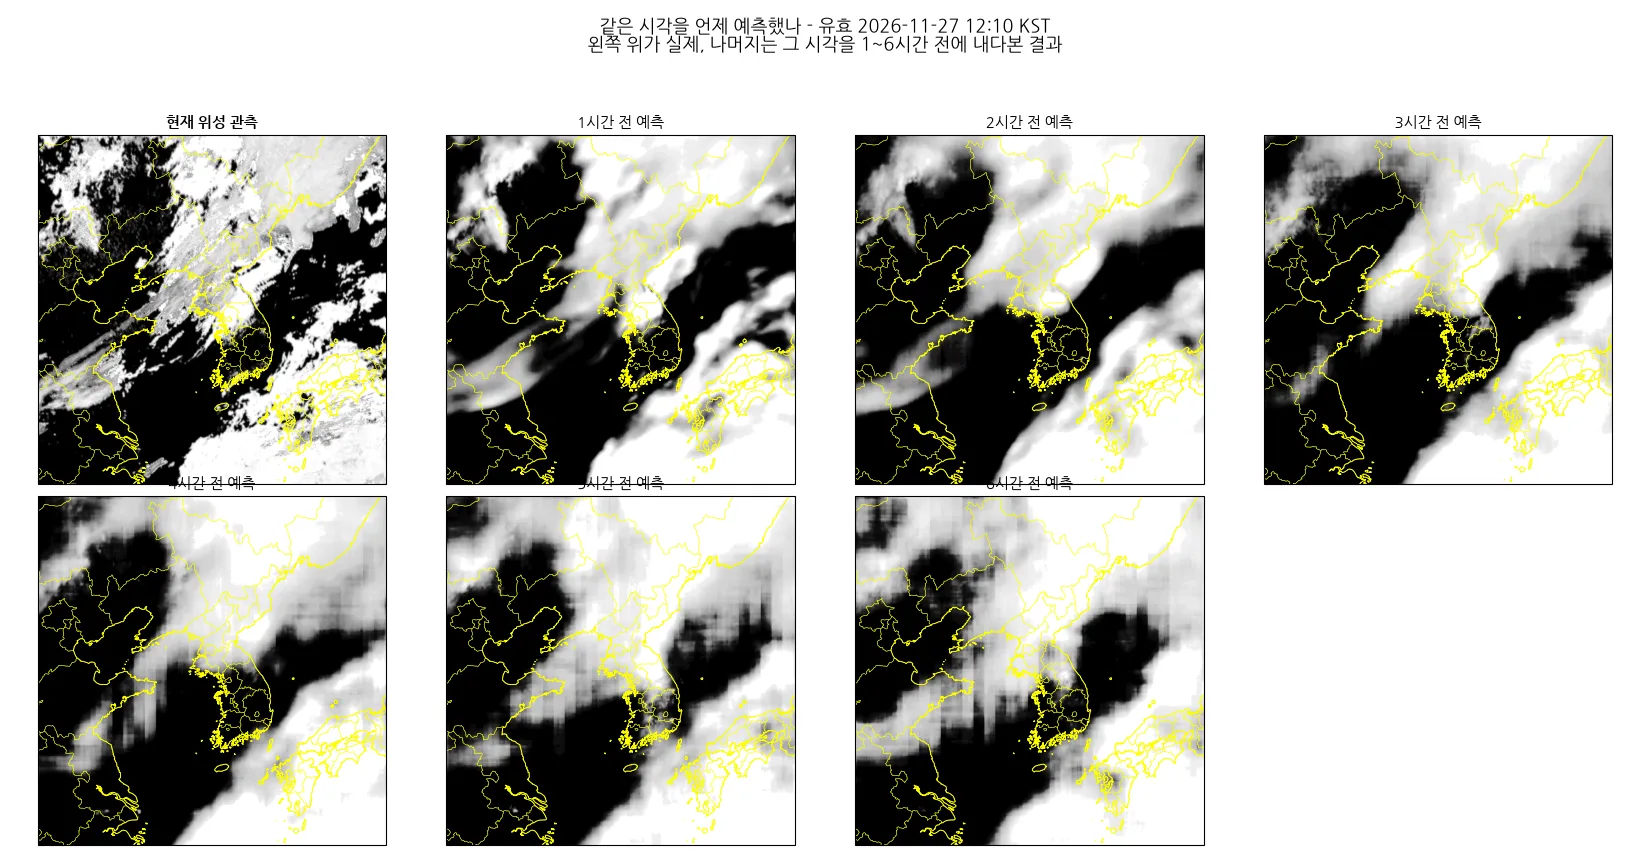 같은 시각을 언제 예측했나 - 유효 2026-11-27 12:10 KST
왼쪽 위가 실제, 나머지는 그 시각을 1~6시간 전에 내다본 결과
현재 위성 관측
1시간 전 예측
2시간 전 예측
3시간 전 예측
4시간 전 예측
5시간 전 예측
6시간 전 예측